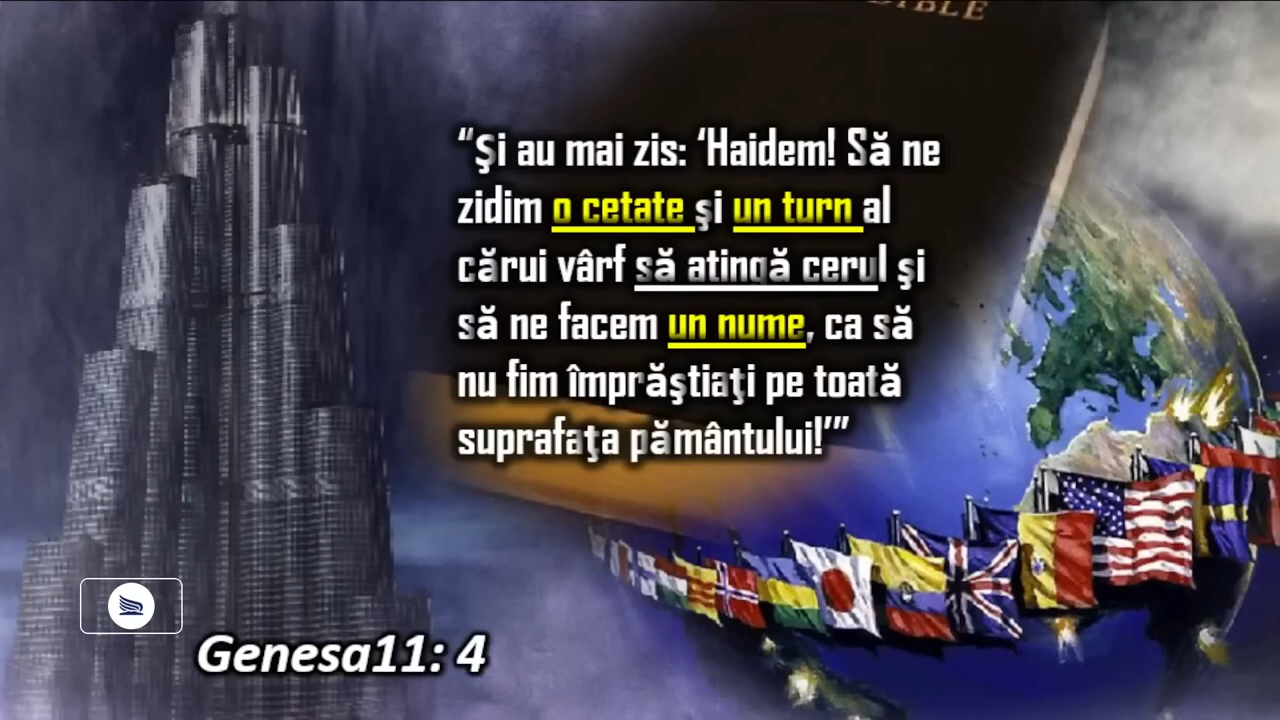 BIBLE
“Şi au mai zis: ‘Haidem! Să ne
zidim o cetate şi un turn al
cărui vârf să atingă cerul şi
să ne facem un nume, ca să
nu fim împrăştiaţi pe toată
suprafaţa pământului!’”
Genesa11: 4